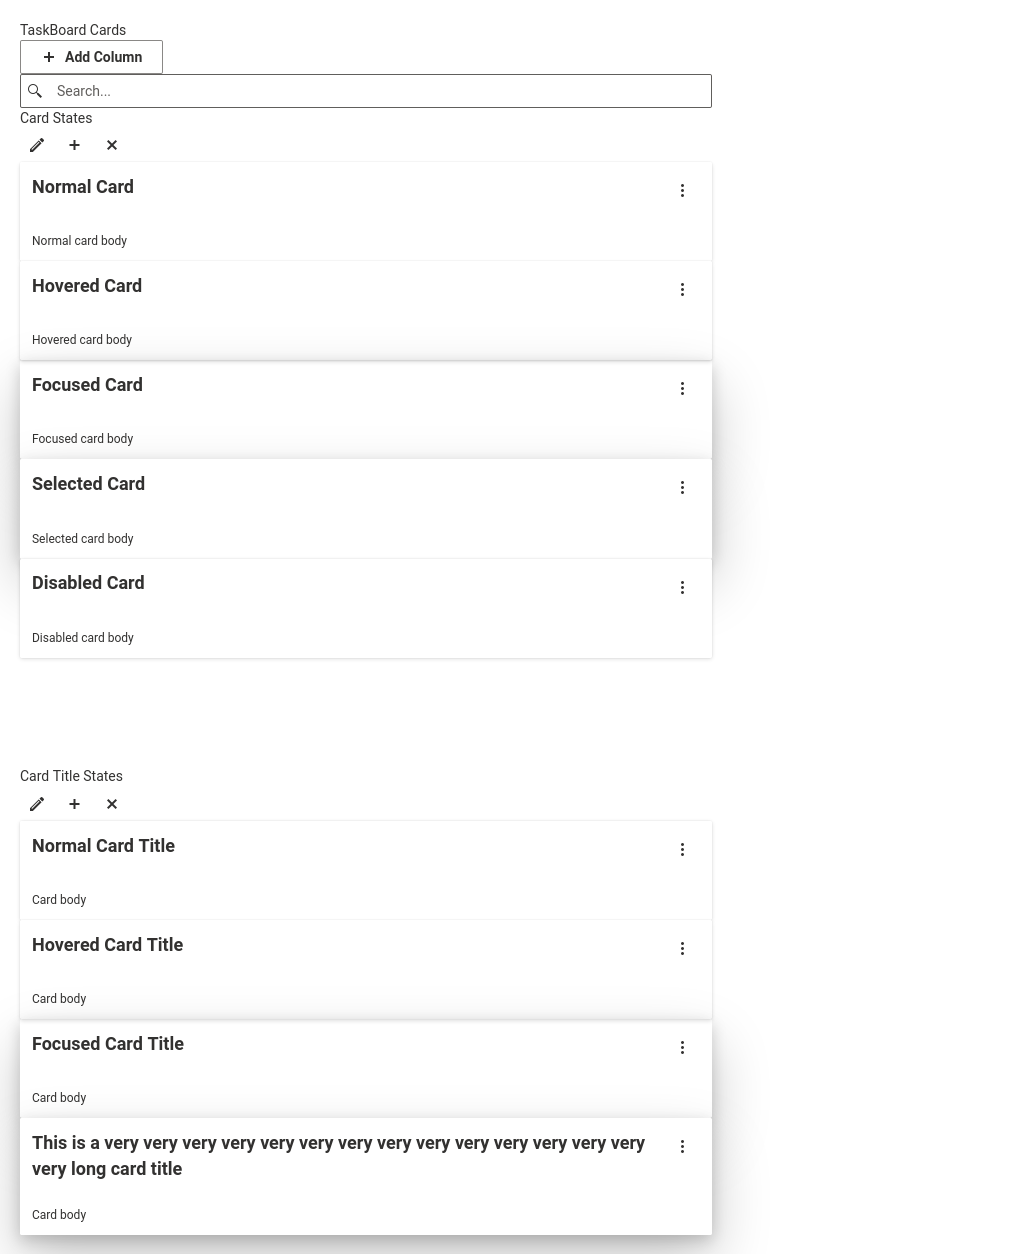 TaskBoard Cards
Add Column
Search...
Card States
Normal Card
Normal card body
Hovered Card
Hovered card body
Focused Card
Focused card body
Selected Card
Selected card body
Disabled Card
Disabled card body
Card Title States
Normal Card Title
Card body
Hovered Card Title
Card body
Focused Card Title
Card body
This is a very very very very very very very very very very very very very very
very long card title
Card body